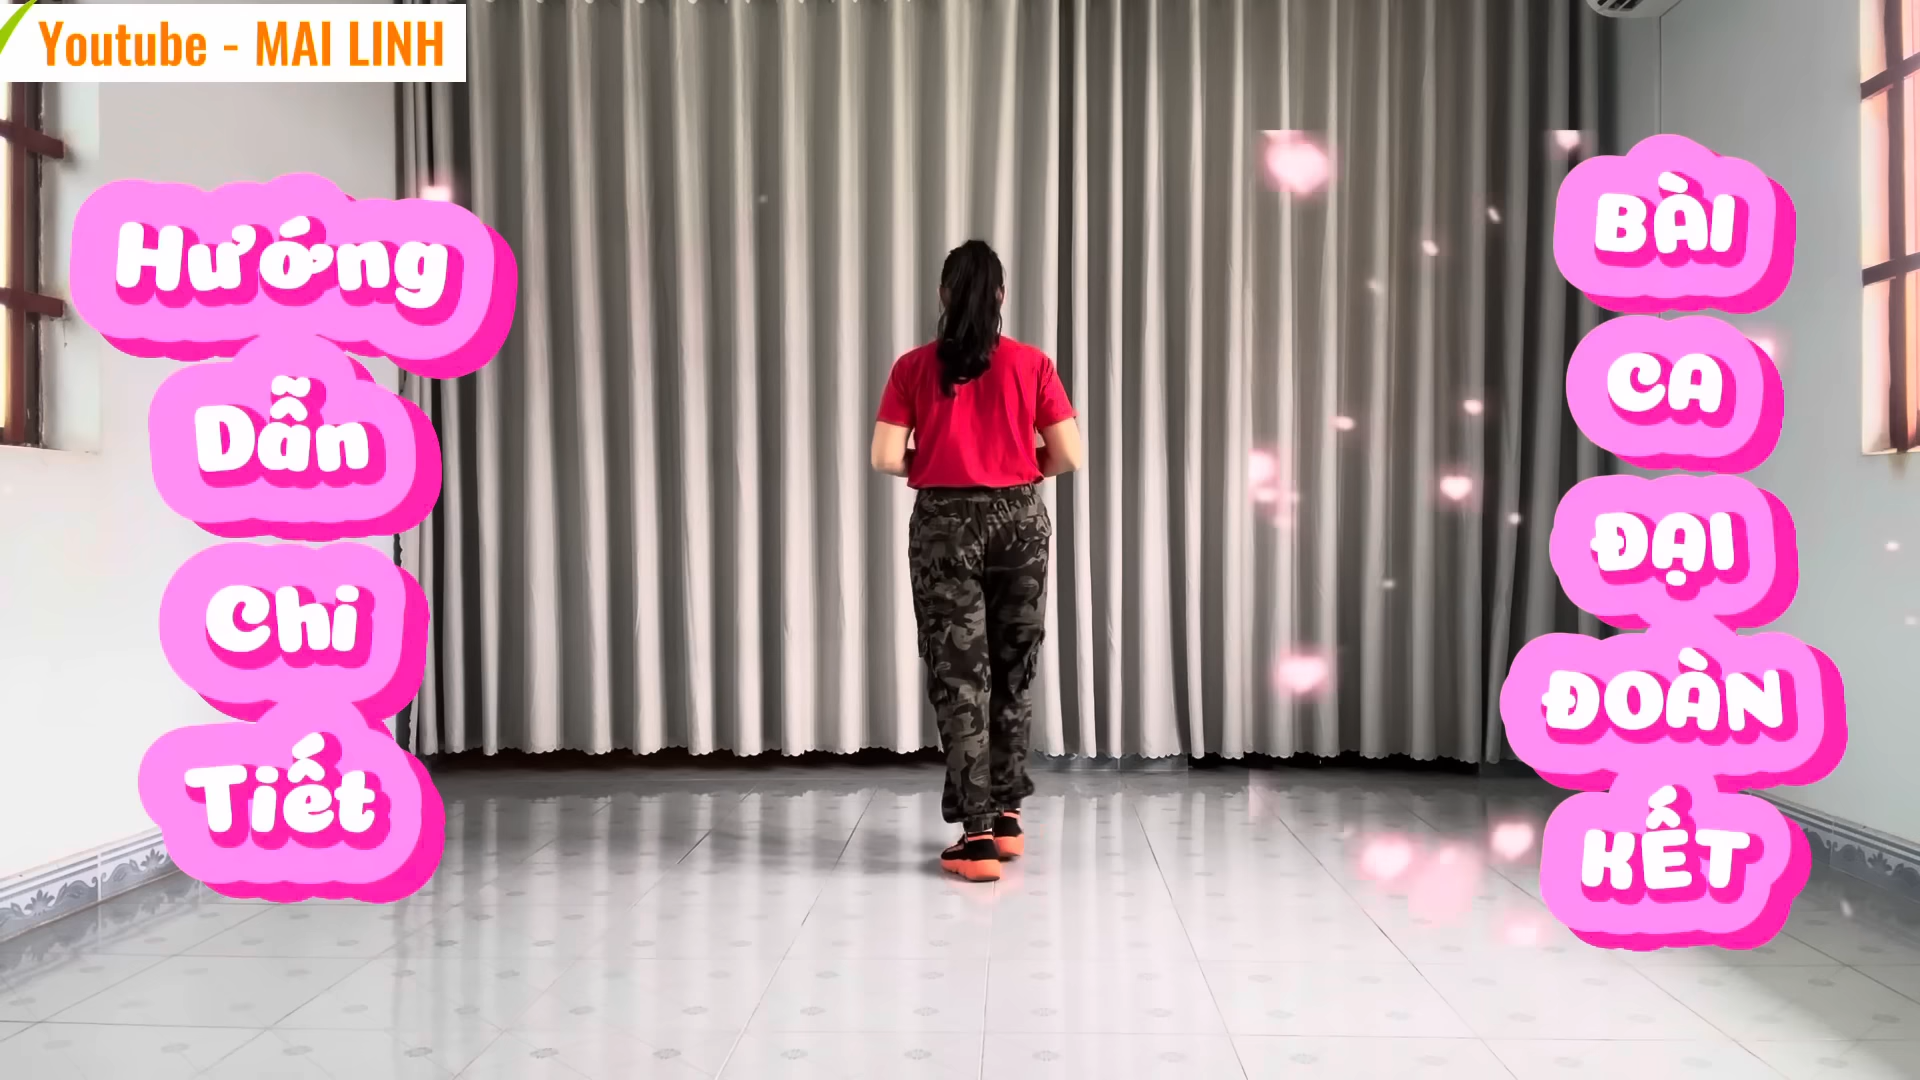 Youtube - MAI LINH
Hướng
Dẫn
Chi
Tiết
BÀI
CA
ĐẠI
ĐOÀN
KẾT